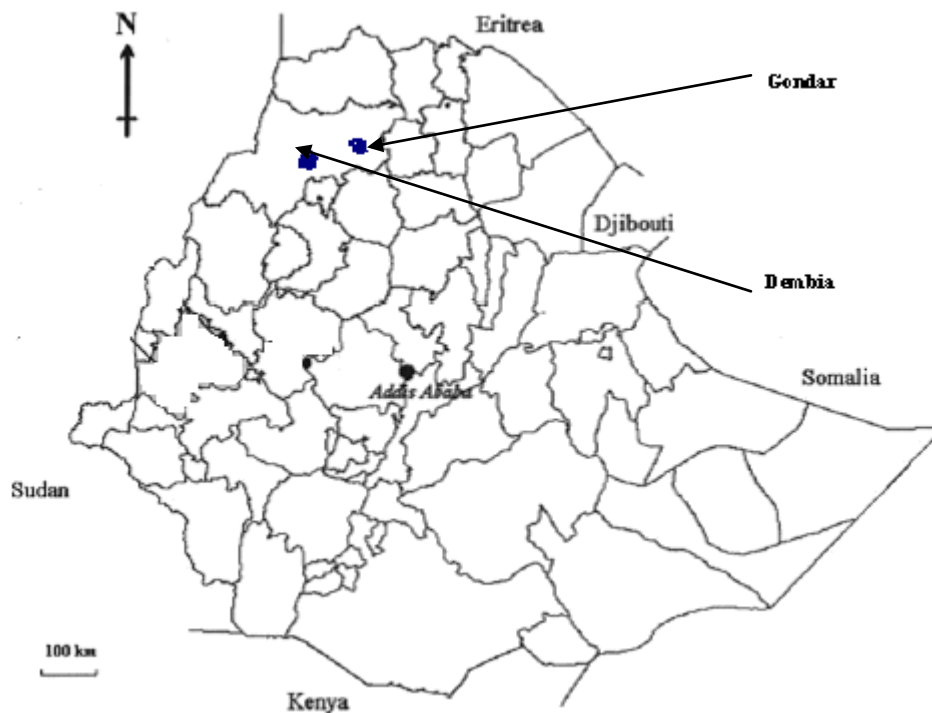 Eritrea
N
Gondar
Djibouti
Dembia
Addis Ababa
Somalia
Sudan
100 km
Kenya